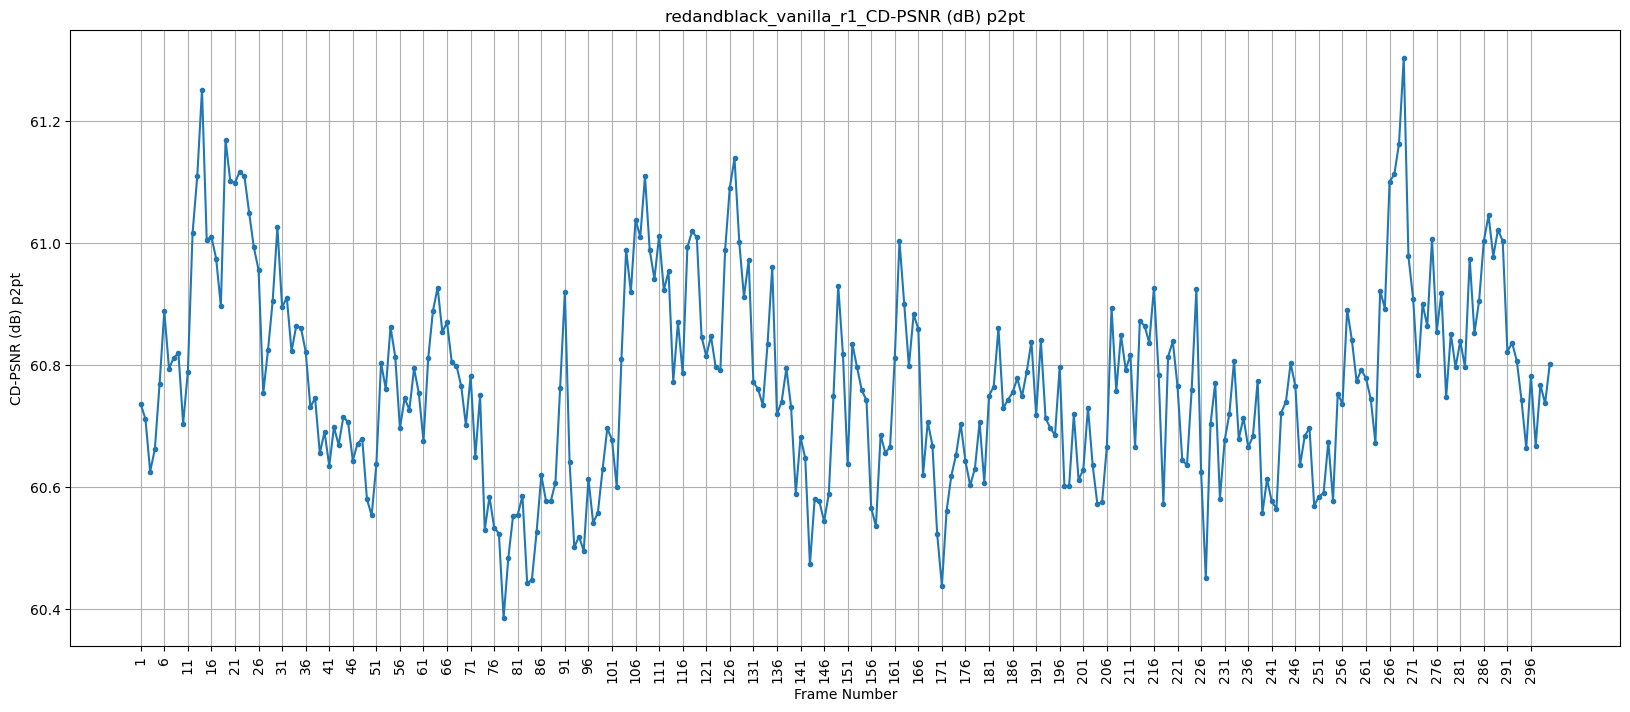 redandblack_vanilla_r1_CD-PSNR (dB) p2pt
61.2
61.0
60.8
60.6
60.4
CD-PSNR (dB) p2pt
1 6 11 16 21 26 31 36 41 46 51 56 61 66 71 76 81 86 91 96 101 106 111 116 121 126 131 136 141 146 151 156 161 166 171 176 181 186 191 196 201 206 211 216 221 226 231 236 241 246 251 256 261 266 271 276 281 286 291 296
Frame Number